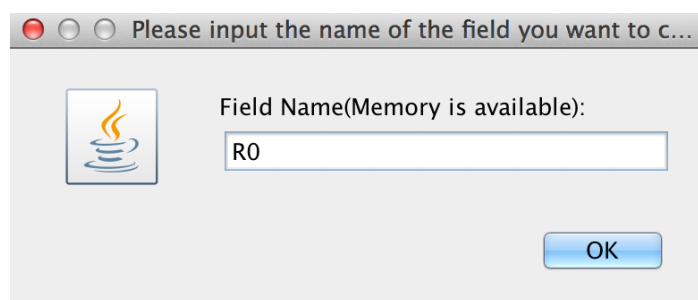 Please input the name of the field you want to c...
Field Name(Memory is available):
R0
OK